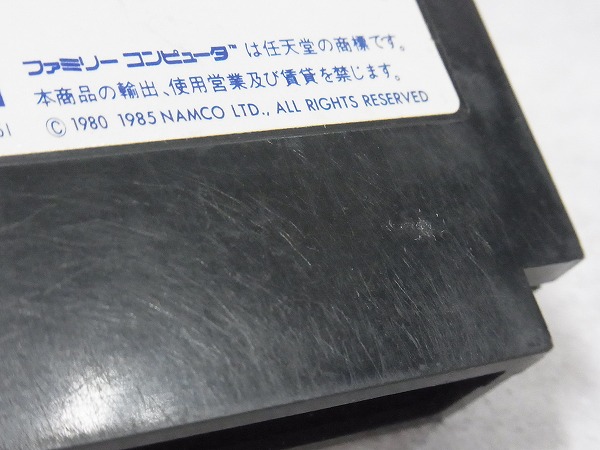 ファミリー コンピュータ™は任天堂の商標です。
本商品の輸出、使用営業及び賃貸を禁じます。
© 1980 1985 NAMCO LTD., ALL RIGHTS RESERVED